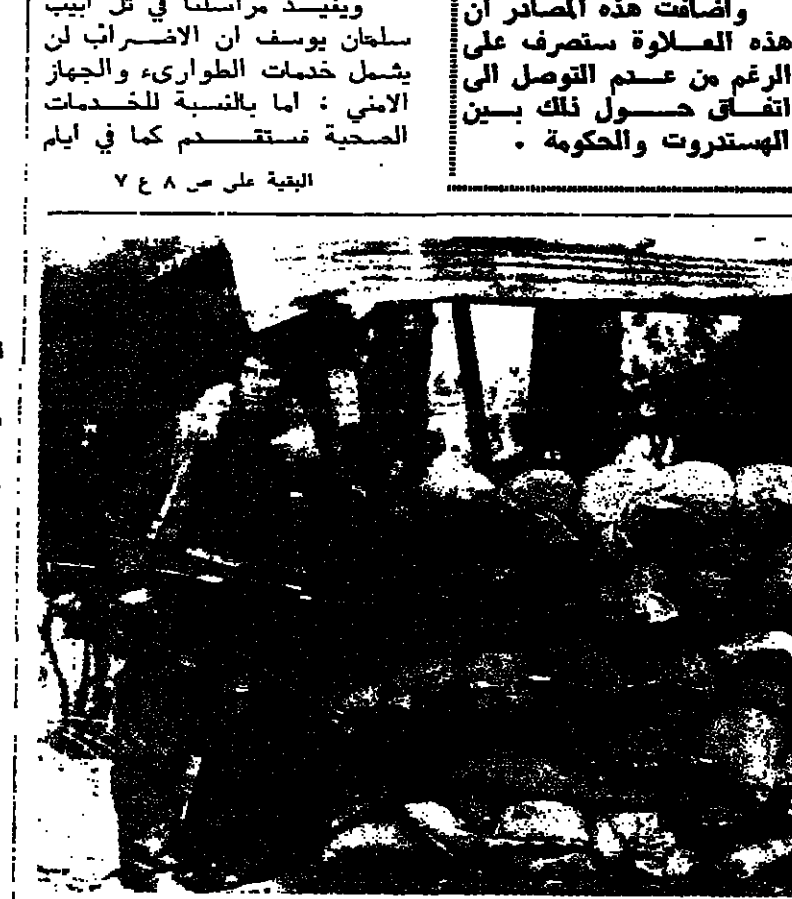 واضافت هذه المصادر ان
هذه العلاوة ستصرف على
الرغم من عدم التوصل الى
اتفاق حول ذلك بين
الهستدروت والحكومة .
ويفيد مراسلنا في تل ابيب
سلمان يوسف ان الاضراب لن
يشمل خدمات الطوارىء والجهاز
الامني : اما بالنسبة للخدمات
الصحية فستقدم كما في أيام
البقية على ص ٨ ع ٧